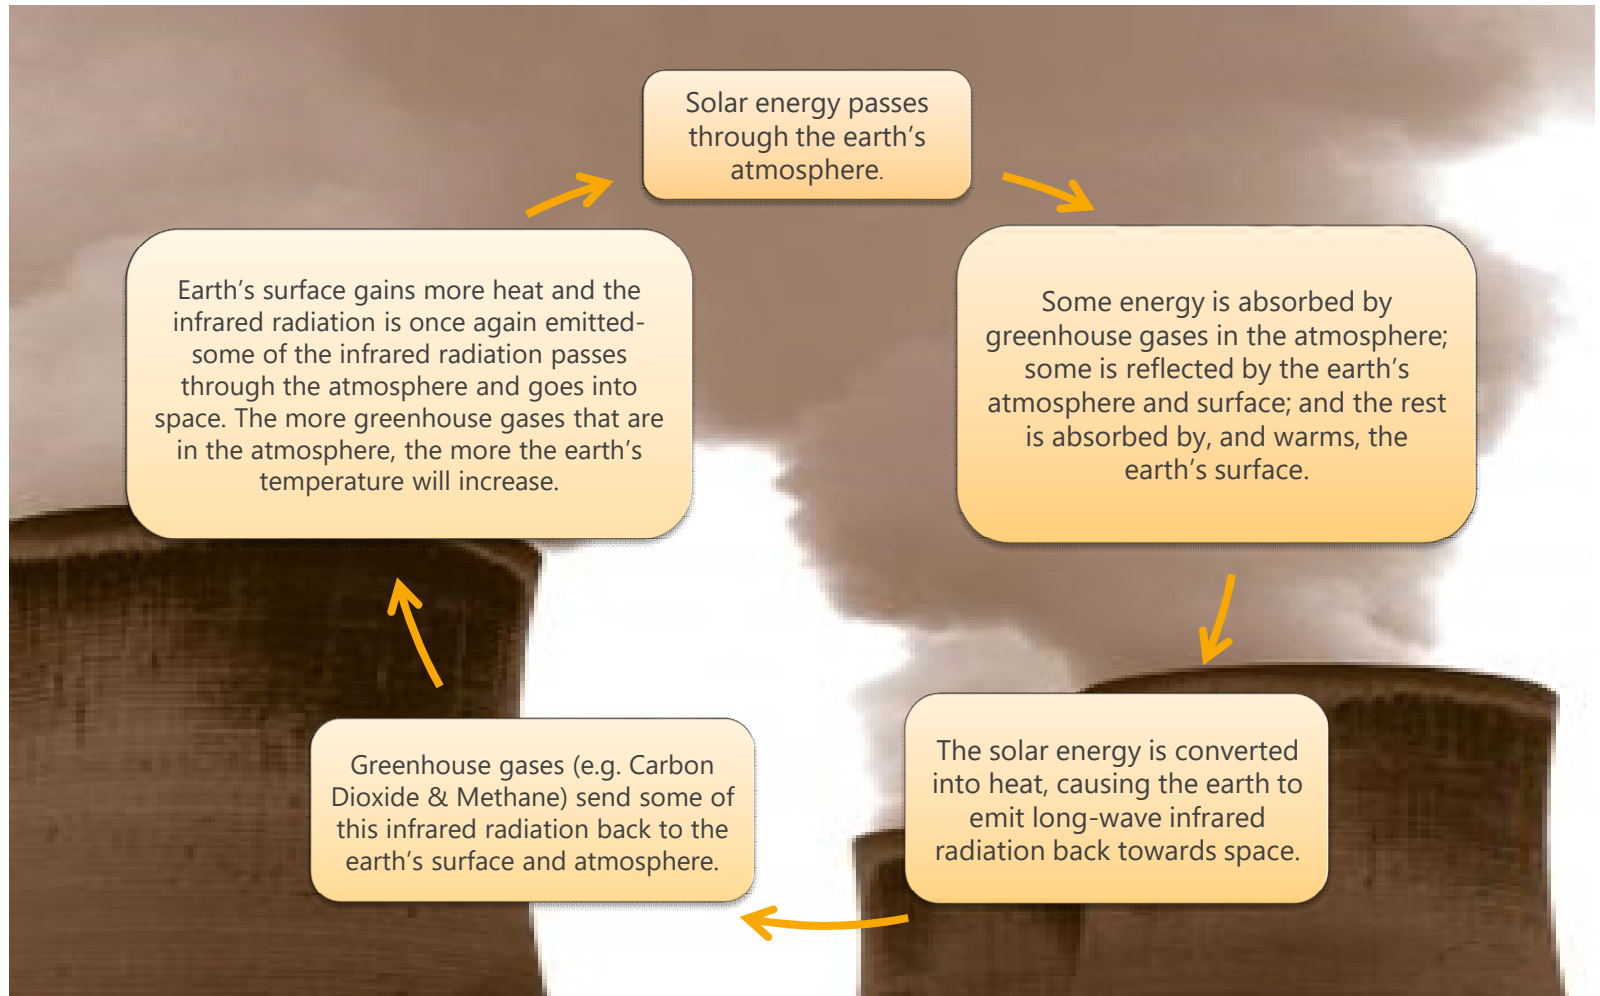 Solar energy passes
through the earth’s
atmosphere.
Some energy is absorbed by
greenhouse gases in the atmosphere;
some is reflected by the earth’s
atmosphere and surface; and the rest
is absorbed by, and warms, the
earth’s surface.
The solar energy is converted
into heat, causing the earth to
emit long-wave infrared
radiation back towards space.
Greenhouse gases (e.g. Carbon
Dioxide & Methane) send some of
this infrared radiation back to the
earth’s surface and atmosphere.
Earth’s surface gains more heat and the
infrared radiation is once again emitted-
some of the infrared radiation passes
through the atmosphere and goes into
space. The more greenhouse gases that are
in the atmosphere, the more the earth’s
temperature will increase.